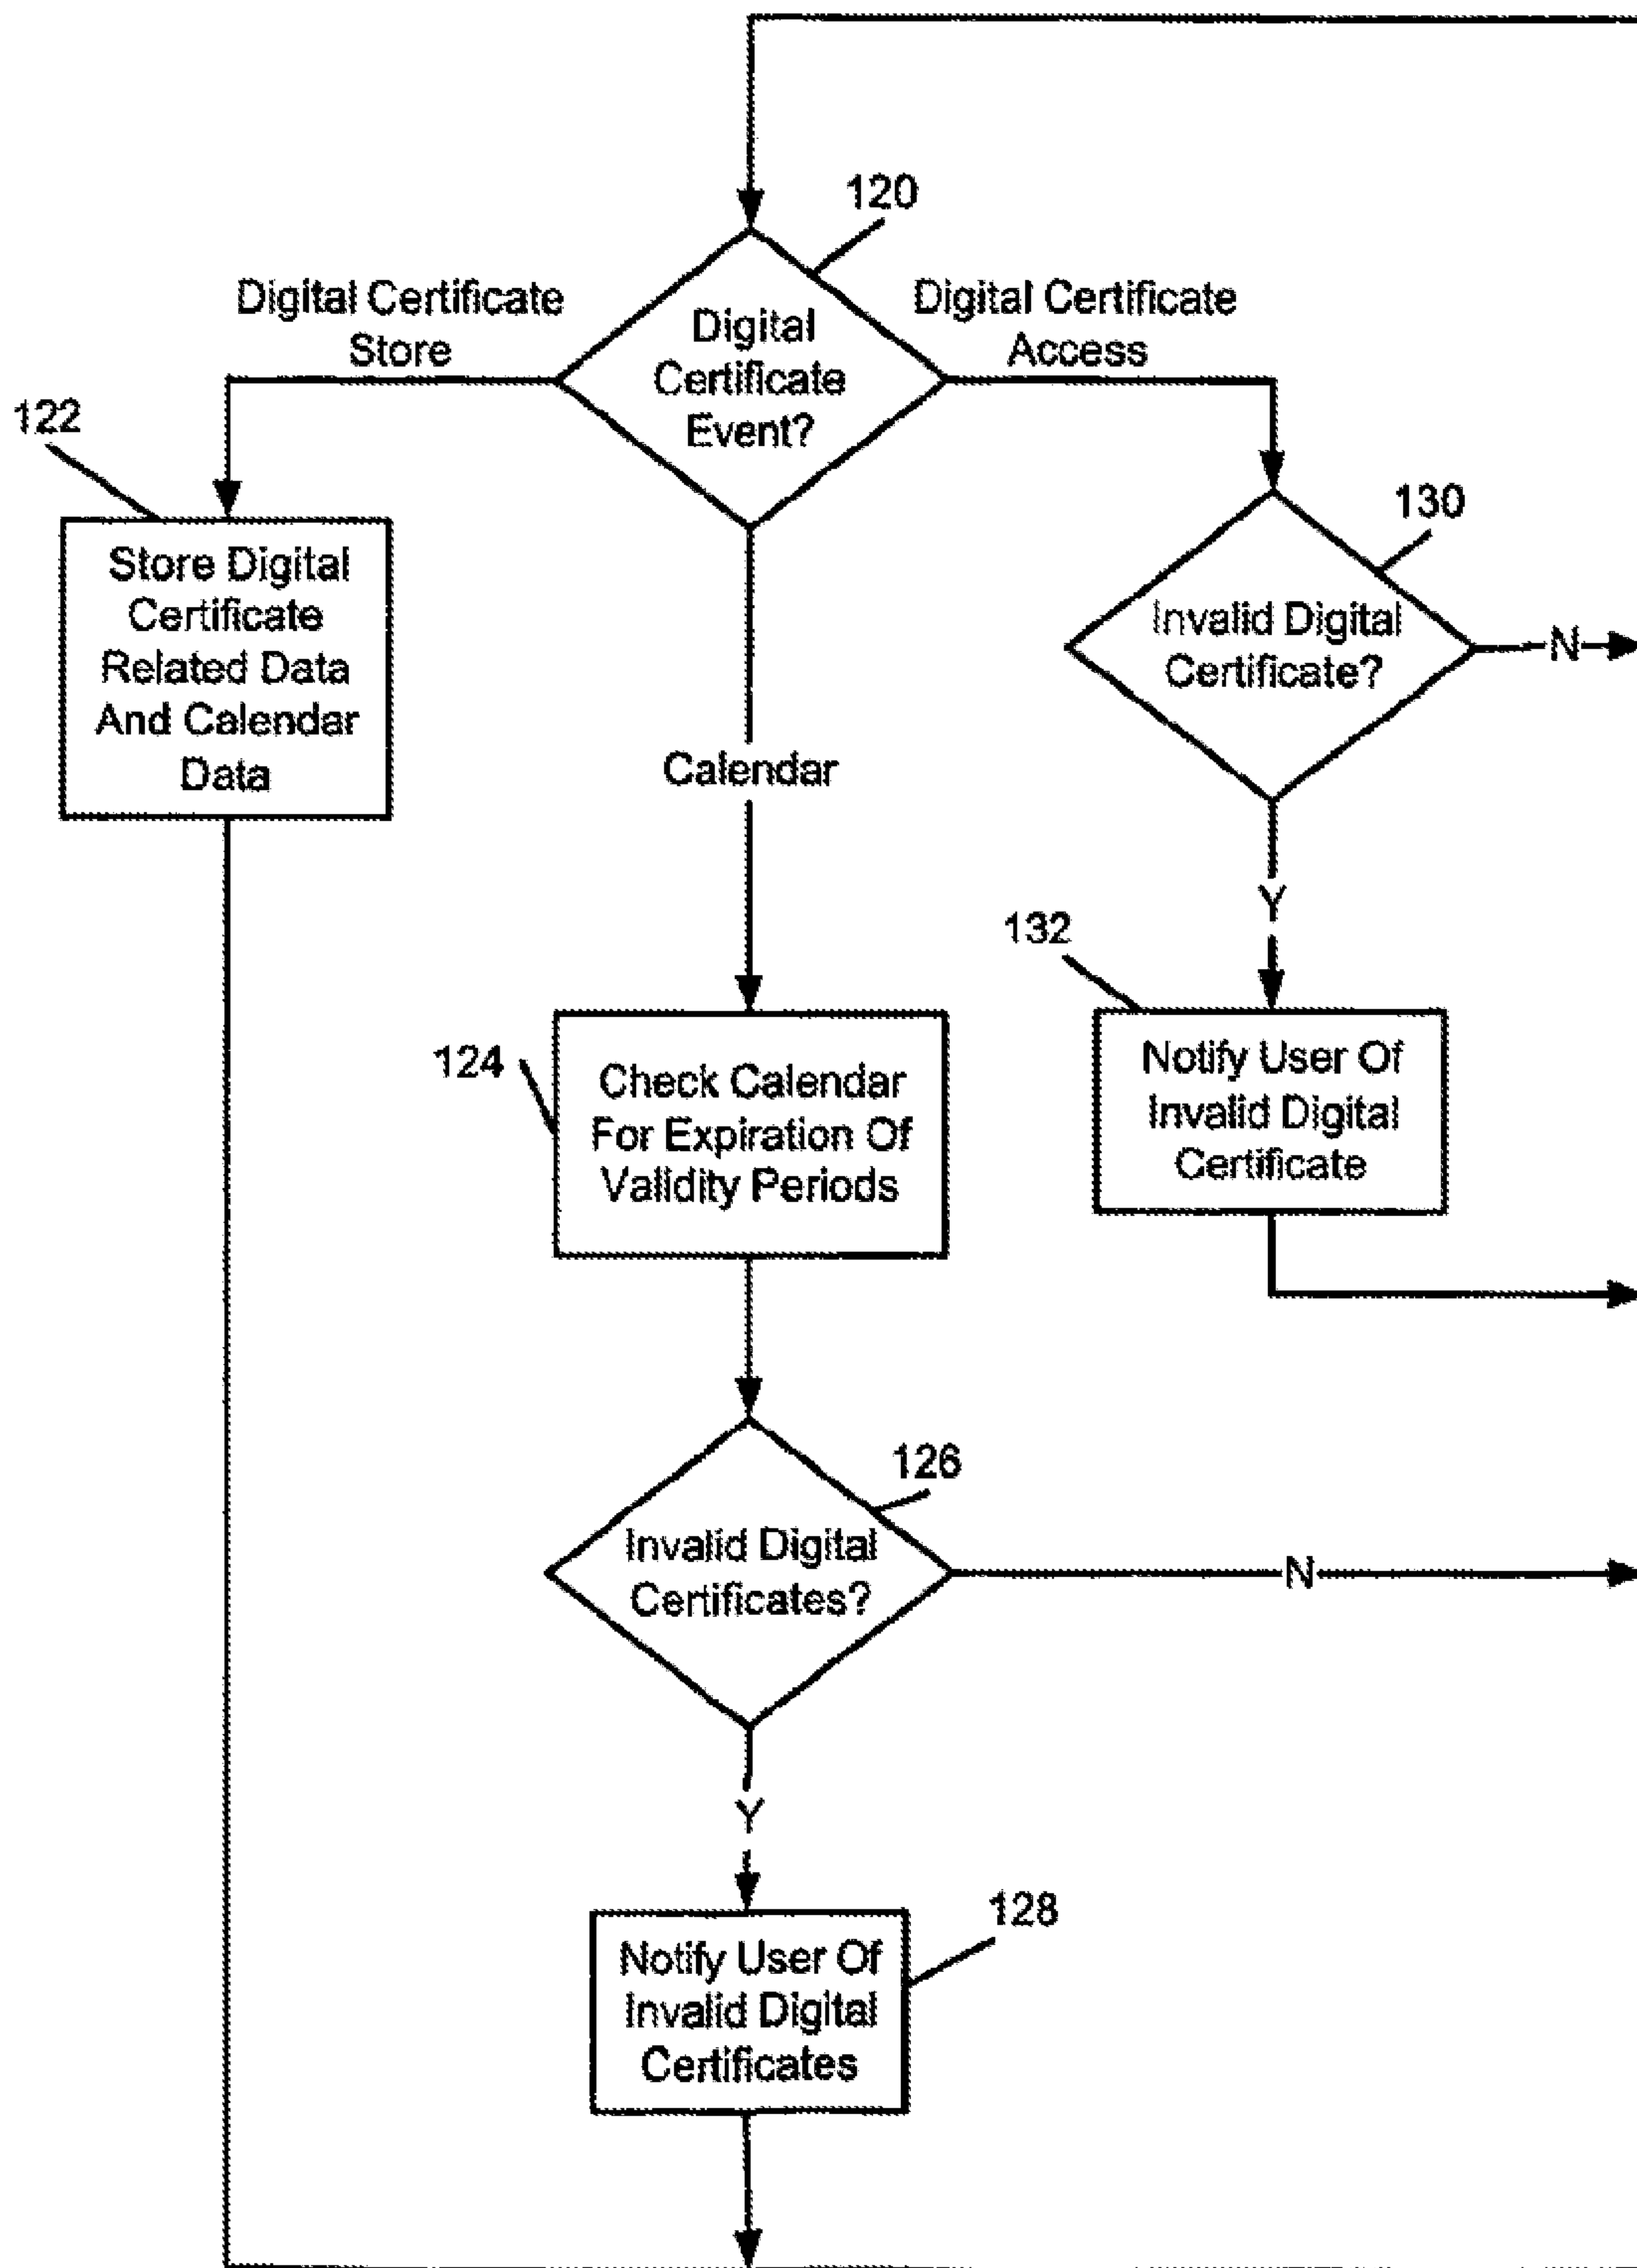 120
Digital Certificate
Store
Digital
Certificate
Event?
Digital Certificate
Access
122
Store Digital
Certificate
Related Data
And Calendar
Data
130
Invalid Digital
Certificate?
N
Calendar
Y
132
Notify User Of
Invalid Digital
Certificate
124
Check Calendar
For Expiration Of
Validity Periods
126
Invalid Digital
Certificates?
N
Y
128
Notify User Of
Invalid Digital
Certificates